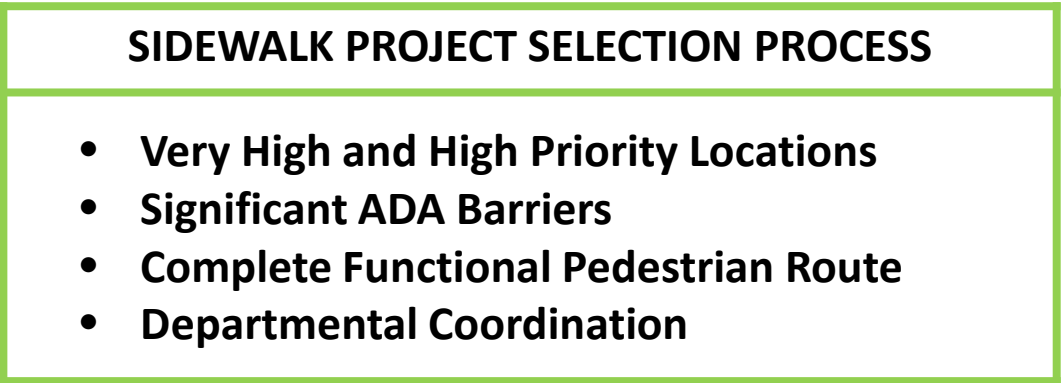 SIDEWALK PROJECT SELECTION PROCESS
• Very High and High Priority Locations
• Significant ADA Barriers
• Complete Functional Pedestrian Route
• Departmental Coordination